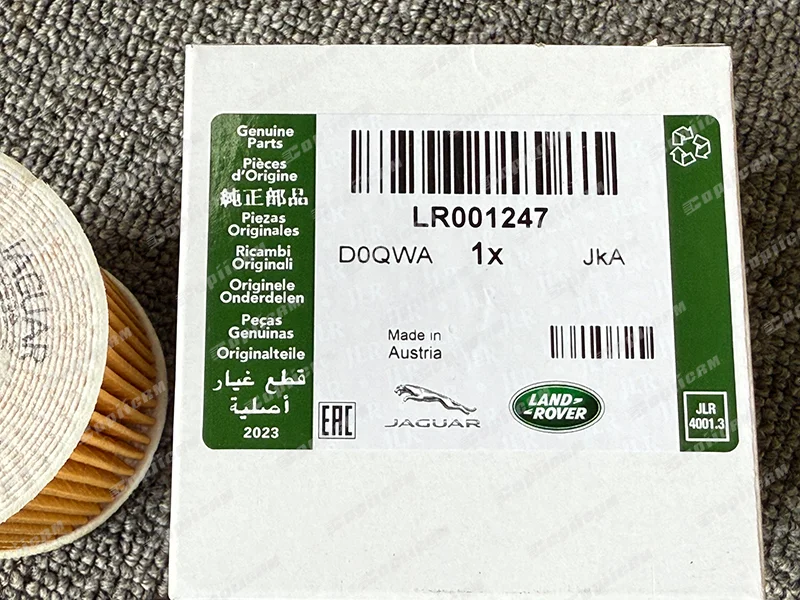 Genuine
Parts
Pièces
d'Origine
純正部品
Piezas
Originales
Ricambi
Originali
Originele
Onderdelen
Peças
Genuínas
Originalteile
قطع غيار
أصلية
2023
LR001247
D0QWA 1x JkA
Made in
Austria
EAC
JAGUAR
LAND-
-ROVER
JLR
4001.3
JAGUAR